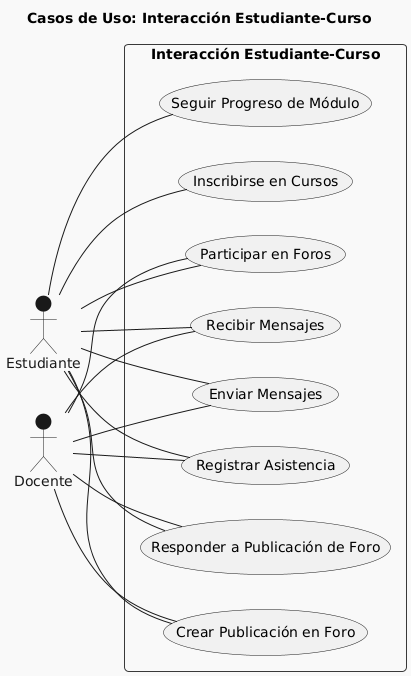 Casos de Uso: Interacción Estudiante-Curso
Interacción Estudiante-Curso
Seguir Progreso de Módulo
Inscribirse en Cursos
Participar en Foros
Recibir Mensajes
Estudiante
Enviar Mensajes
Registrar Asistencia
Docente
Responder a Publicación de Foro
Crear Publicación en Foro